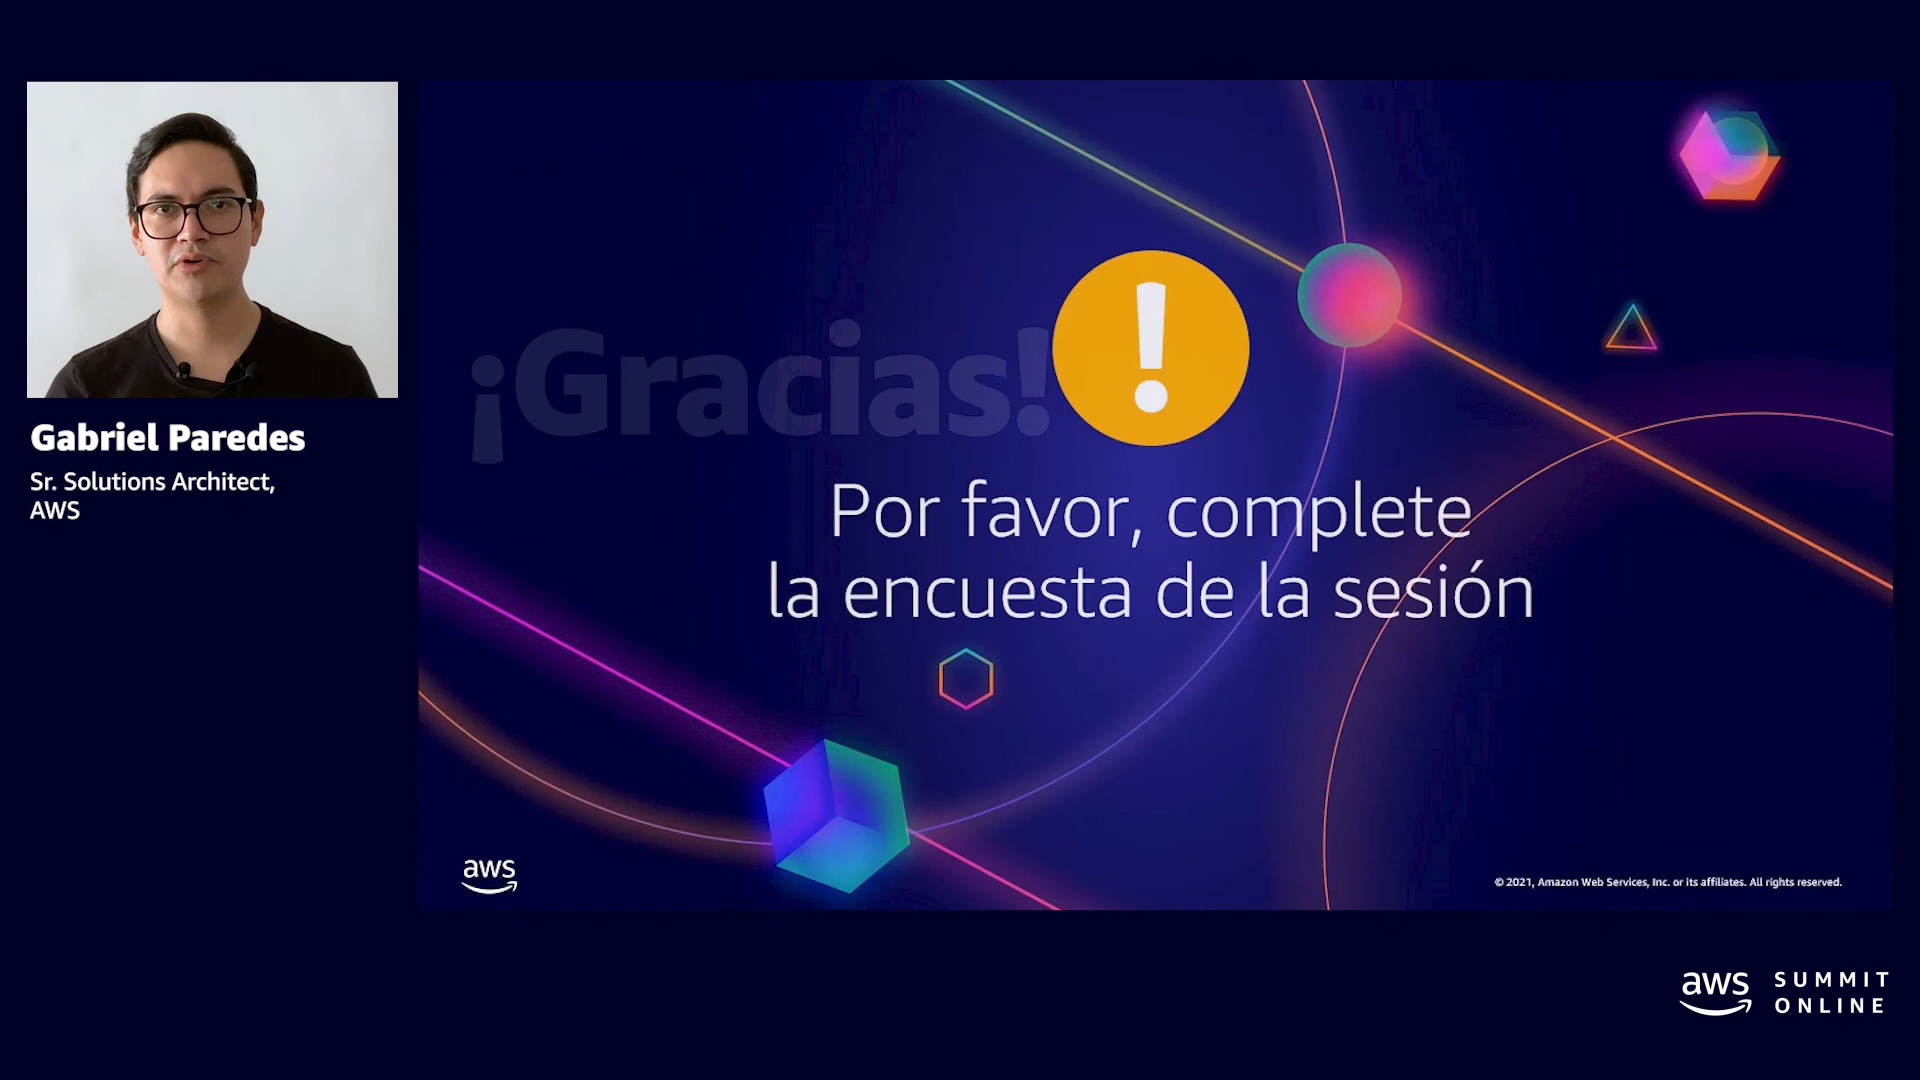 Gabriel Paredes
Sr. Solutions Architect,
AWS
¡Gracias!
!
Por favor, complete
la encuesta de la sesión
aws
© 2021, Amazon Web Services, Inc. or its affiliates. All rights reserved.
aws
SUMMIT
ONLINE